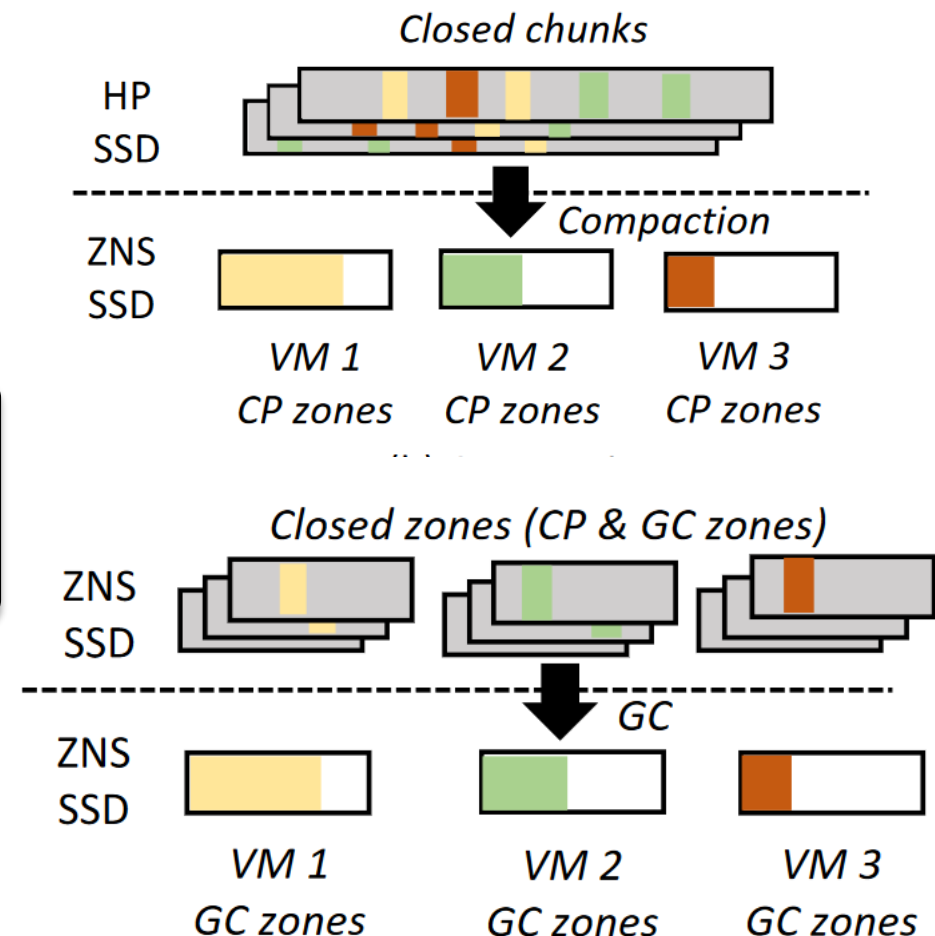 Closed chunks
HP
SSD
Compaction
ZNS
SSD
VM 1
CP zones
VM 2
CP zones
VM 3
CP zones
Closed zones (CP & GC zones)
ZNS
SSD
GC
ZNS
SSD
VM 1
GC zones
VM 2
GC zones
VM 3
GC zones